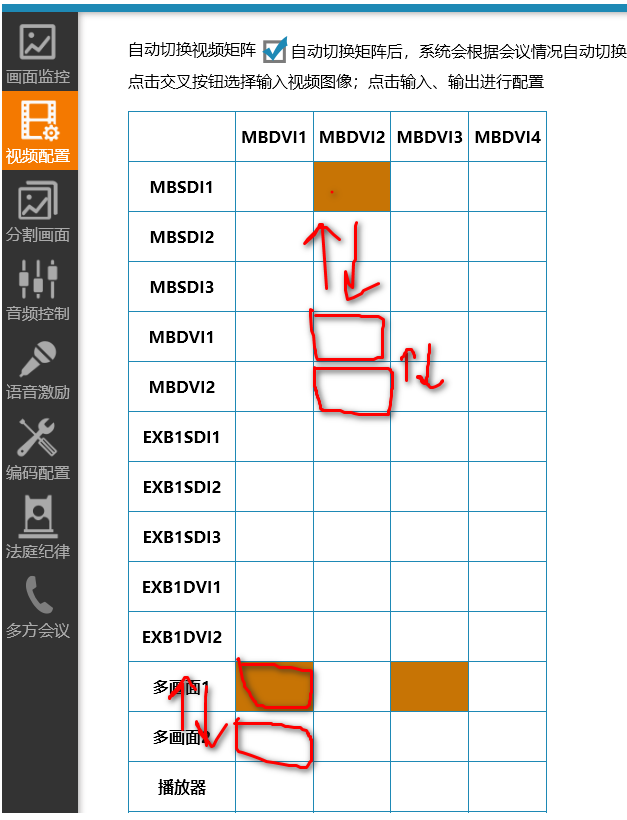 画面监控
视频配置
分割画面
音频控制
语音激励
编码配置
法庭纪律
多方会议
自动切换视频矩阵 自动切换矩阵后，系统会根据会议情况自动切换
点击交叉按钮选择输入视频图像；点击输入、输出进行配置
MBDVI1 MBDVI2 MBDVI3 MBDVI4
MBSDI1
MBSDI2
MBSDI3
MBDVI1
MBDVI2
EXB1SDI1
EXB1SDI2
EXB1SDI3
EXB1DVI1
EXB1DVI2
多画面1
多画面2
播放器